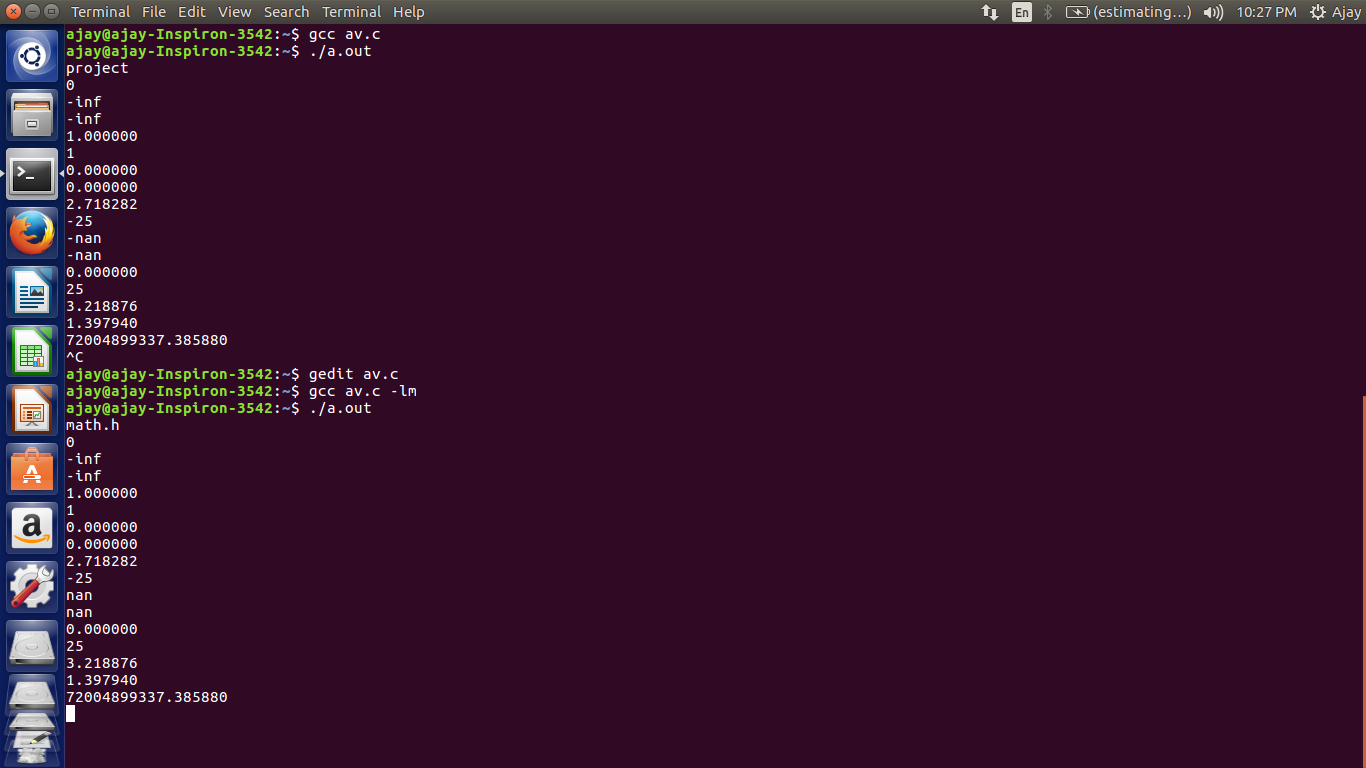 Terminal File Edit View Search Terminal Help En (estimating...) 10:27 PM Ajay
ajay@ajay-Inspiron-3542:~$ gcc av.c
ajay@ajay-Inspiron-3542:~$ ./a.out
project
0
-inf
-inf
1.000000
1
0.000000
0.000000
2.718282
-25
-nan
-nan
0.000000
25
3.218876
1.397940
72004899337.385880
^C
ajay@ajay-Inspiron-3542:~$ gedit av.c
ajay@ajay-Inspiron-3542:~$ gcc av.c -lm
ajay@ajay-Inspiron-3542:~$ ./a.out
math.h
0
-inf
-inf
1.000000
1
0.000000
0.000000
2.718282
-25
nan
nan
0.000000
25
3.218876
1.397940
72004899337.385880